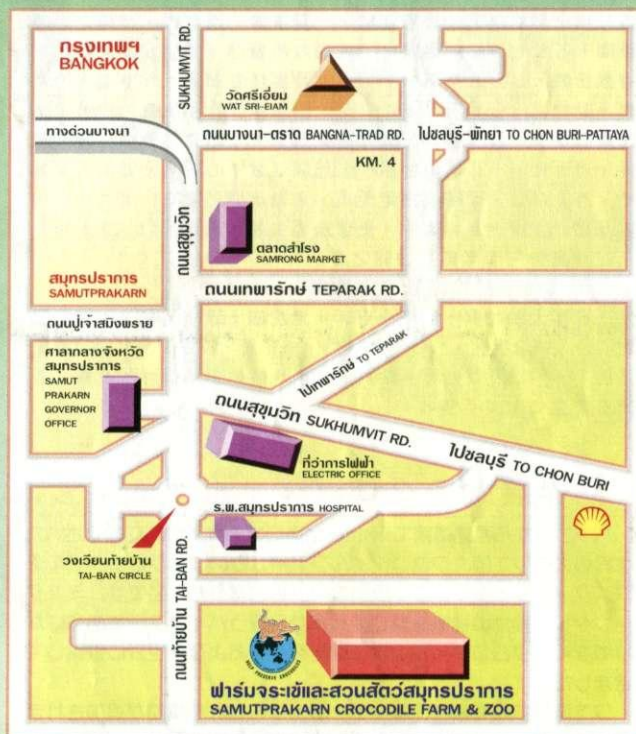 กรุงเทพฯ
BANGKOK
SUKHUMVIT RD.
วัดศรีเอี่ยม
WAT SRI-EIAM
ทางด่วนบางนา
ถนนบางนา-ตราด BANGNA-TRAD RD.
ไปชลบุรี-พัทยา TO CHON BURI-PATTAYA
KM. 4
ถนนสุขุมวิท
ตลาดสำโรง
SAMRONG MARKET
สมุทรปราการ
SAMUTPRAKARN
ถนนเทพารักษ์ TEPARAK RD.
ถนนปู่เจ้าสมิงพราย
ไปเทพารักษ์ TO TEPARAK
ศาลากลางจังหวัด
สมุทรปราการ
SAMUT
PRAKARN
GOVERNOR
OFFICE
ถนนสุขุมวิท SUKHUMVIT RD.
ไปชลบุรี TO CHON BURI
ที่ว่าการไฟฟ้า
ELECTRIC OFFICE
ร.พ.สมุทรปราการ HOSPITAL
วงเวียนท้ายบ้าน
TAI-BAN CIRCLE
ถนนท้ายบ้าน TAI-BAN RD.
HELP PRESERVE CROCODILES
ฟาร์มจระเข้และสวนสัตว์สมุทรปราการ
SAMUTPRAKARN CROCODILE FARM & ZOO